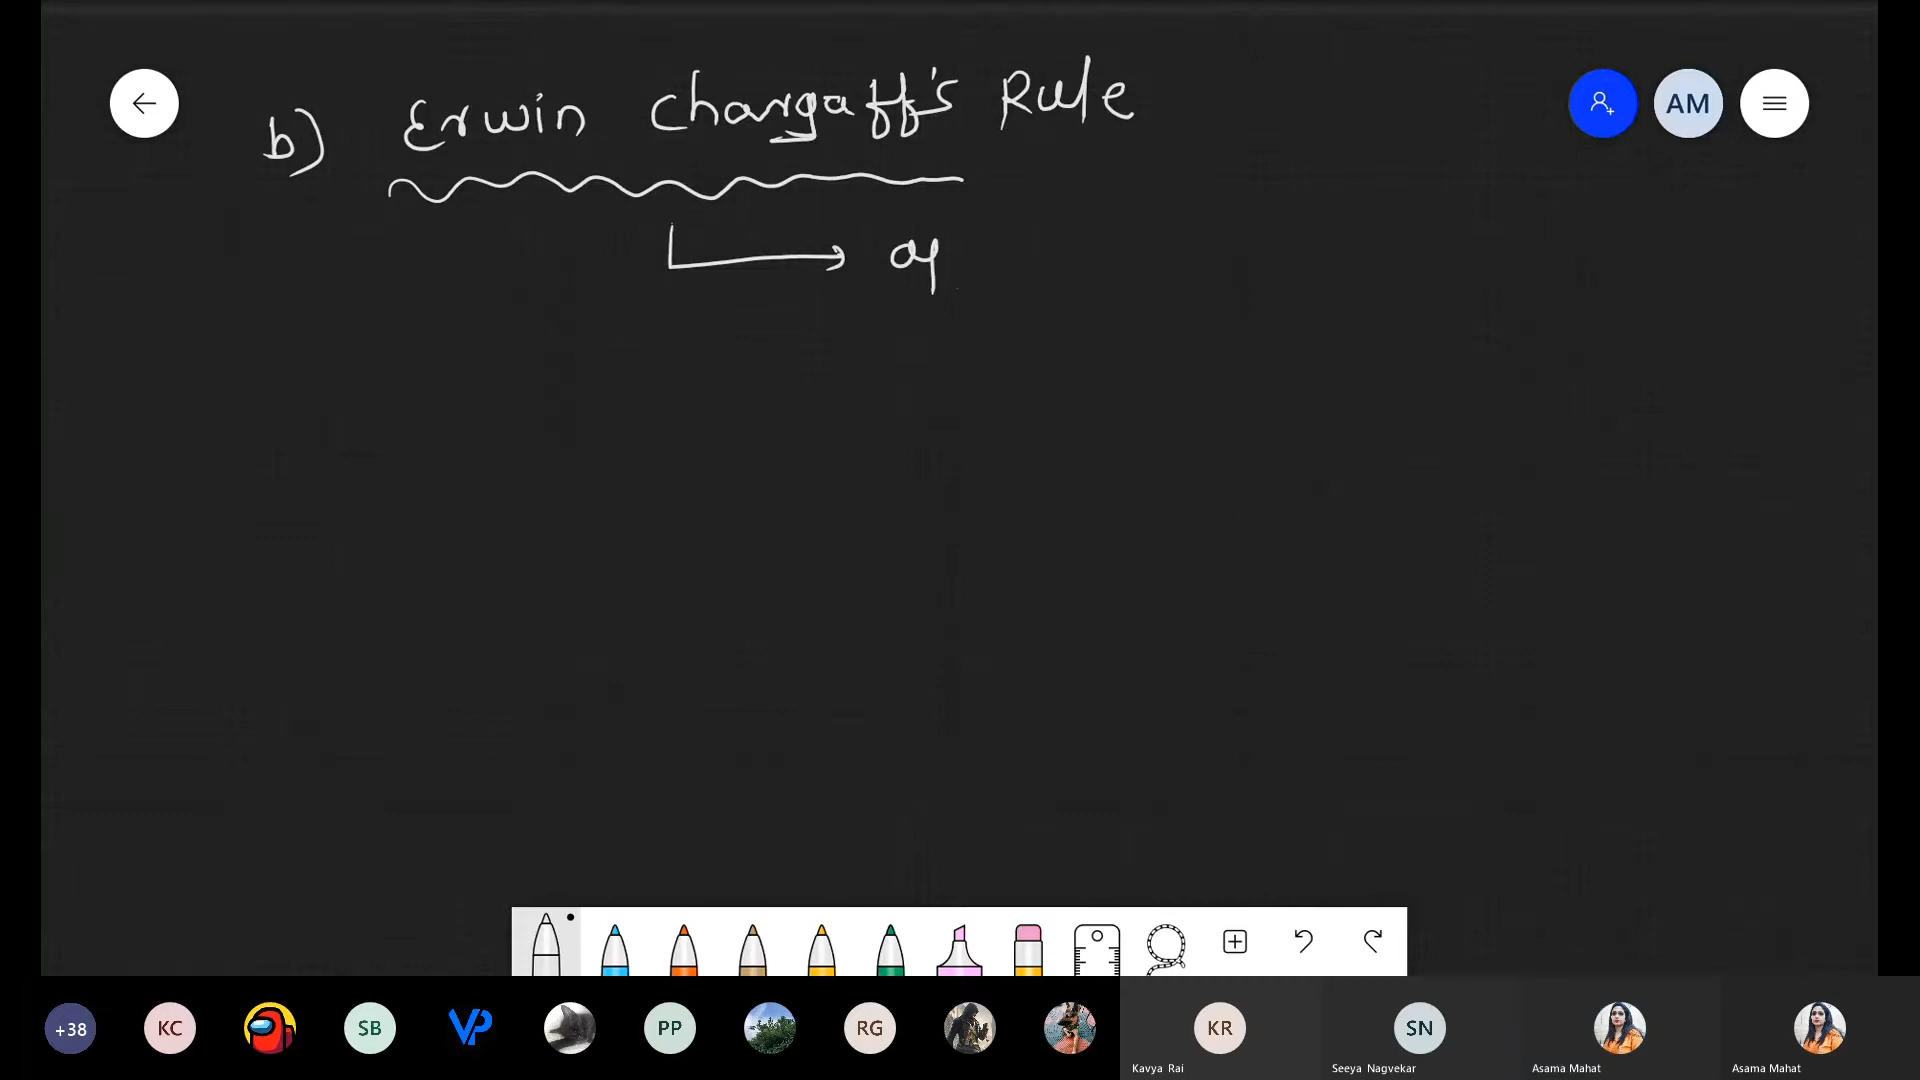 b) Erwin Chargaff's Rule
AM
+38
KC
SB
VP
PP
RG
KR
SN
Kavya Rai
Seeya Nagvekar
Asama Mahat
Asama Mahat